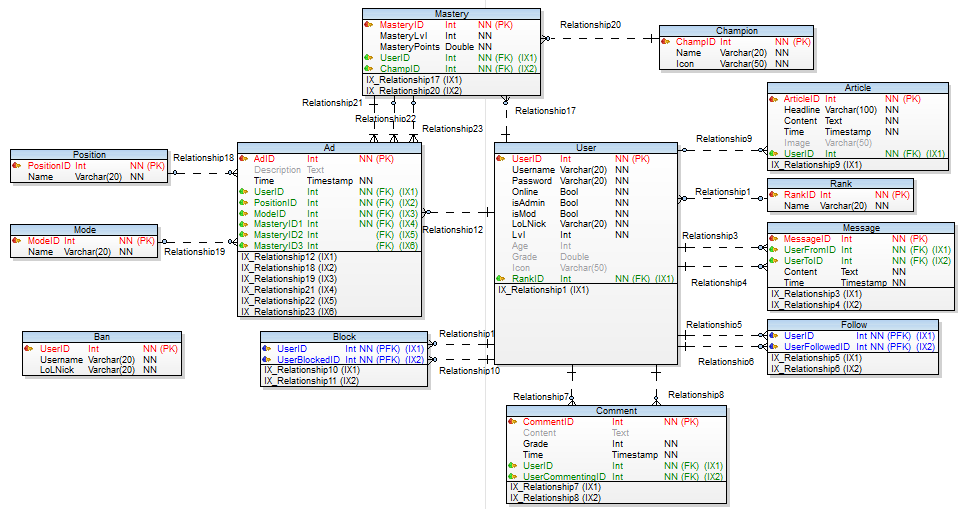 Mastery
MasteryID Int NN (PK)
MasteryLvl Int NN
MasteryPoints Double NN
UserID Int NN (FK) (IX1)
ChampID Int NN (FK) (IX2)
IX_Relationship17 (IX1)
IX_Relationship20 (IX2)
Relationship20
Champion
ChampID Int NN (PK)
Name Varchar(20) NN
Icon Varchar(50) NN
Relationship21
Relationship22
Relationship23
Relationship17
Article
ArticleID Int NN (PK)
Headline Varchar(100) NN
Content Text NN
Time Timestamp NN
Image Varchar(50)
UserID Int NN (FK) (IX1)
IX_Relationship9 (IX1)
Relationship9
Position
PositionID Int NN (PK)
Name Varchar(20) NN
Relationship18
Ad
AdID Int NN (PK)
Description Text
Time Timestamp NN
UserID Int NN (FK) (IX1)
PositionID Int NN (FK) (IX2)
ModeID Int NN (FK) (IX3)
MasteryID1 Int NN (FK) (IX4)
MasteryID2 Int (FK) (IX5)
MasteryID3 Int (FK) (IX6)
IX_Relationship12 (IX1)
IX_Relationship18 (IX2)
IX_Relationship19 (IX3)
IX_Relationship21 (IX4)
IX_Relationship22 (IX5)
IX_Relationship23 (IX6)
Relationship12
User
UserID Int NN (PK)
Username Varchar(20) NN
Password Varchar(20) NN
Online Bool NN
isAdmin Bool NN
isMod Bool NN
LoLNick Varchar(20) NN
Lvl Int NN
Age Int
Grade Double
Icon Varchar(50)
RankID Int NN (FK) (IX1)
IX_Relationship1 (IX1)
Relationship1
Rank
RankID Int NN (PK)
Name Varchar(20) NN
Mode
ModeID Int NN (PK)
Name Varchar(20) NN
Relationship19
Relationship3
Relationship4
Message
MessageID Int NN (PK)
UserFromID Int NN (FK) (IX1)
UserToID Int NN (FK) (IX2)
Content Text NN
Time Timestamp NN
IX_Relationship3 (IX1)
IX_Relationship4 (IX2)
Ban
UserID Int NN (PK)
Username Varchar(20) NN
LoLNick Varchar(20) NN
Block
UserID Int NN (PFK) (IX1)
UserBlockedID Int NN (PFK) (IX2)
IX_Relationship10 (IX1)
IX_Relationship11 (IX2)
Relationship1
Relationship10
Relationship5
Relationship6
Follow
UserID Int NN (PFK) (IX1)
UserFollowedID Int NN (PFK) (IX2)
IX_Relationship5 (IX1)
IX_Relationship6 (IX2)
Relationship7
Relationship8
Comment
CommentID Int NN (PK)
Content Text
Grade Int NN
Time Timestamp NN
UserID Int NN (FK) (IX1)
UserCommentingID Int NN (FK) (IX2)
IX_Relationship7 (IX1)
IX_Relationship8 (IX2)